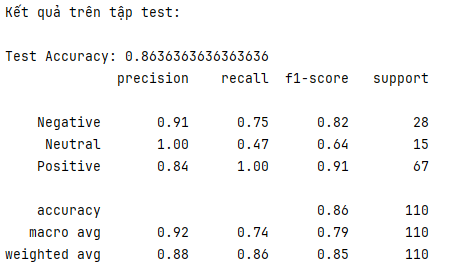 Kết quả trên tập test:
Test Accuracy: 0.8636363636363636
precision recall f1-score support
Negative 0.91 0.75 0.82 28
Neutral 1.00 0.47 0.64 15
Positive 0.84 1.00 0.91 67
accuracy 0.86 110
macro avg 0.92 0.74 0.79 110
weighted avg 0.88 0.86 0.85 110